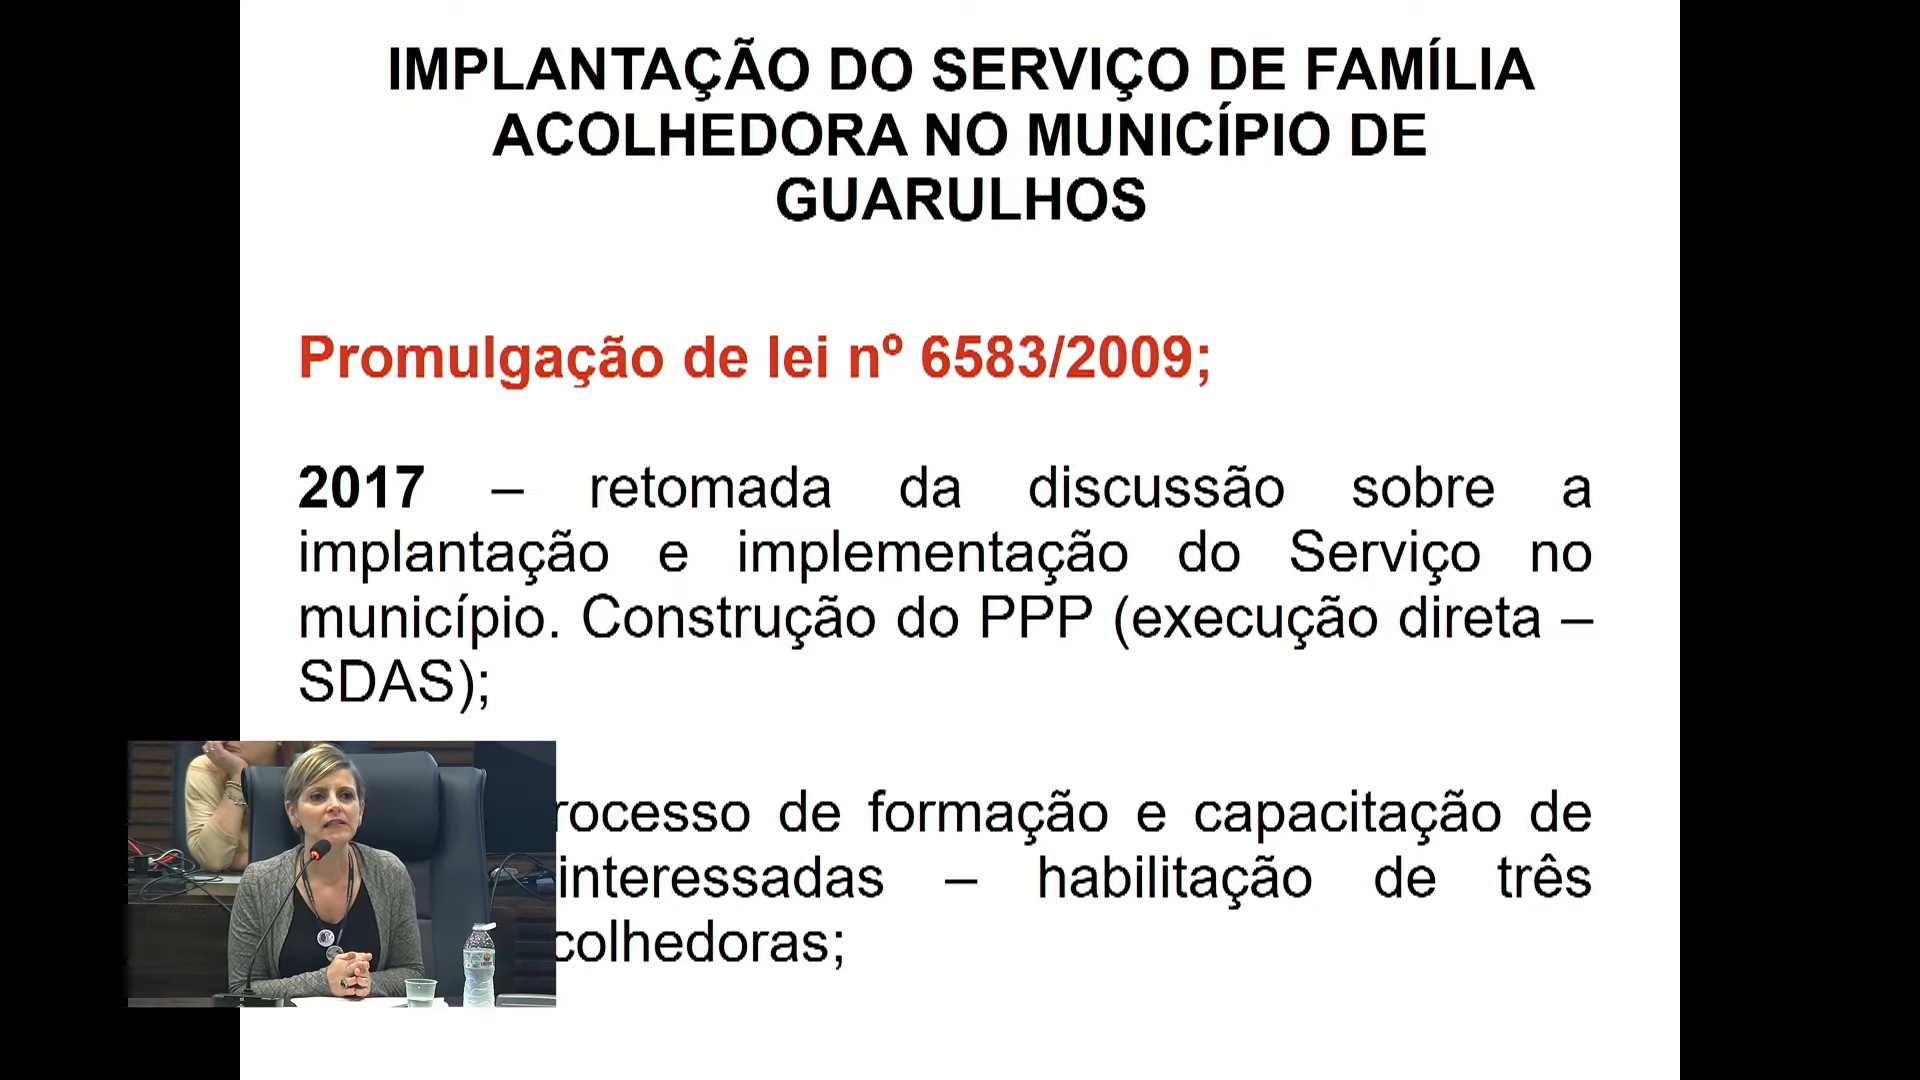 IMPLANTAÇÃO DO SERVIÇO DE FAMÍLIA
ACOLHEDORA NO MUNICÍPIO DE
GUARULHOS
Promulgação de lei nº 6583/2009;
2017 – retomada da discussão sobre a
implantação e implementação do Serviço no
município. Construção do PPP (execução direta –
SDAS);
rocesso de formação e capacitação de
interessadas – habilitação de três
colhedoras;